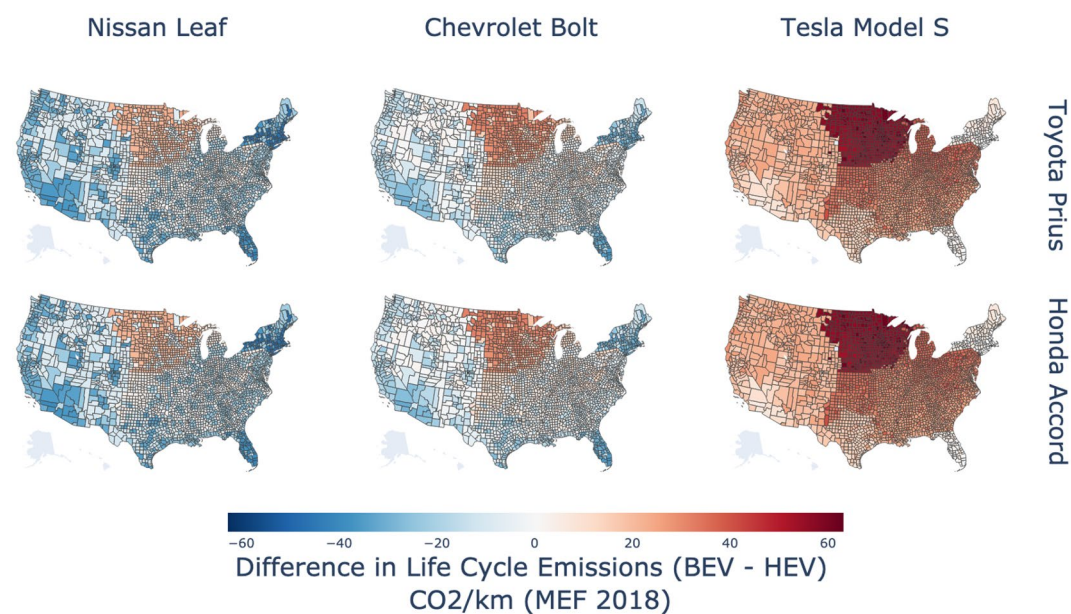 Nissan Leaf
Chevrolet Bolt
Tesla Model S
Toyota Prius
Honda Accord
−60 −40 −20 0 20 40 60
Difference in Life Cycle Emissions (BEV - HEV)
CO2/km (MEF 2018)